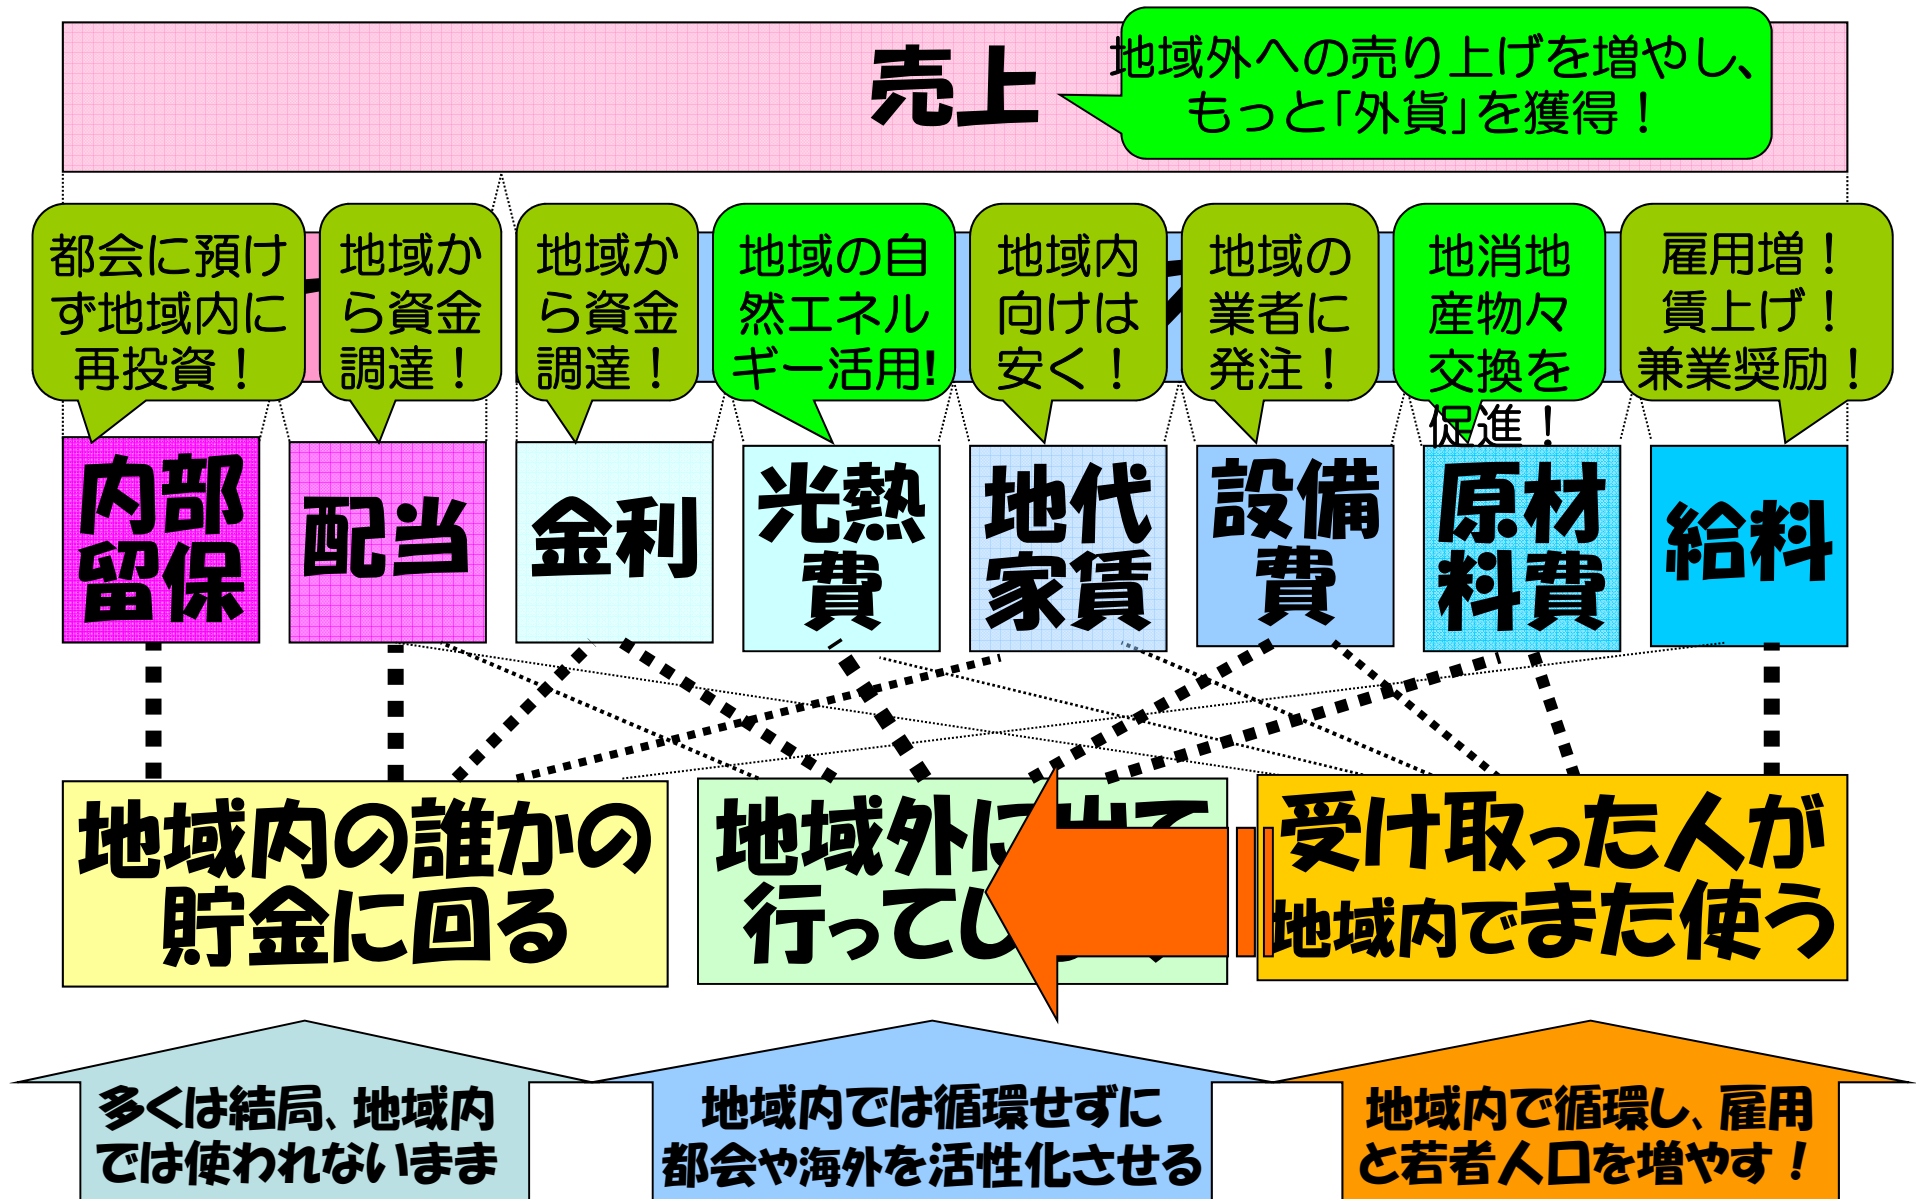 売上
地域外への売り上げを増やし、
もっと「外貨」を獲得！
都会に預け
ず地域内に
再投資！
地域か
ら資金
調達！
地域か
ら資金
調達！
地域の自
然エネル
ギー活用!
地域内
向けは
安く！
地域の
業者に
発注！
地消地
産物々
交換を
促進！
雇用増！
賃上げ！
兼業奨励！
内部
留保
配当
金利
光熱
費
地代
家賃
設備
費
原材
料費
給料
地域内の誰かの
貯金に回る
地域外に出て
行ってし
受け取った人が
地域内でまた使う
多くは結局、地域内
では使われないまま
地域内では循環せずに
都会や海外を活性化させる
地域内で循環し、雇用
と若者人口を増やす！